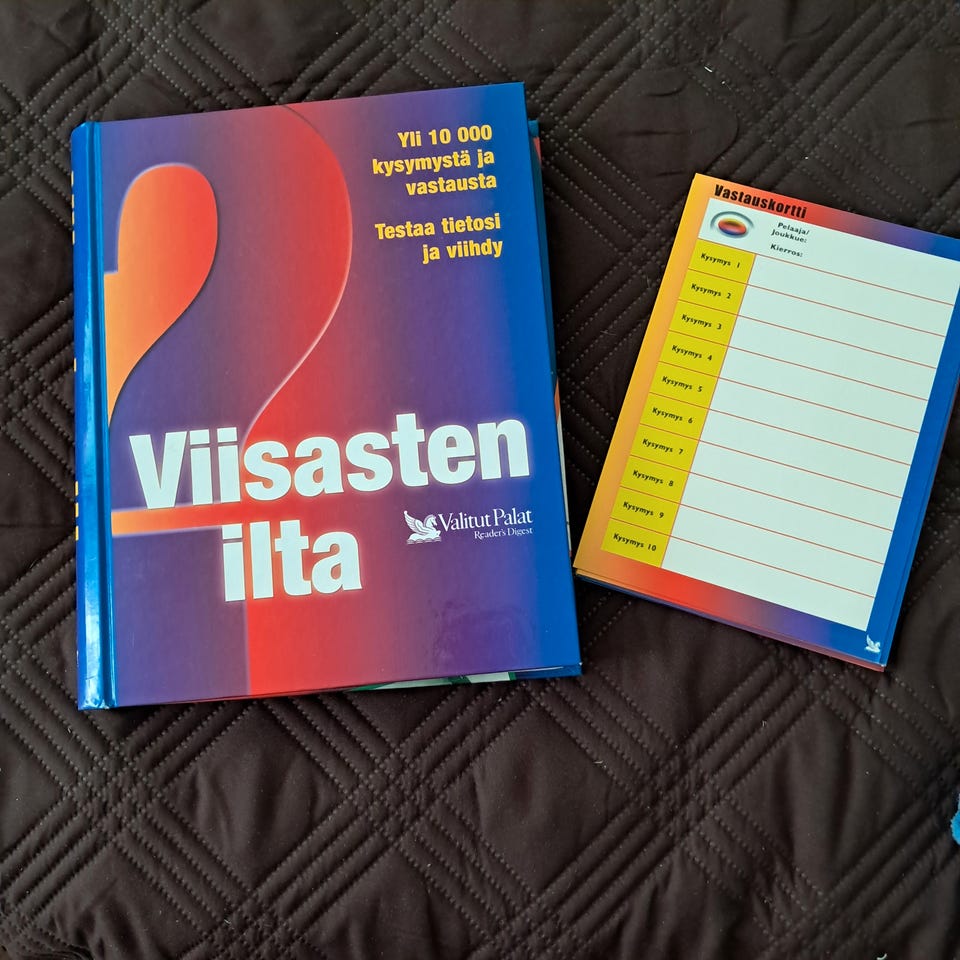 Yli 10 000
kysymystä ja
vastausta
Testaa tietosi
ja viihdy
Viisasten
ilta
Valitut Palat
Reader's Digest
Vastauskortti
Pelaaja/
Joukkue:
Kierros:
Kysymys 1
Kysymys 2
Kysymys 3
Kysymys 4
Kysymys 5
Kysymys 6
Kysymys 7
Kysymys 8
Kysymys 9
Kysymys 10